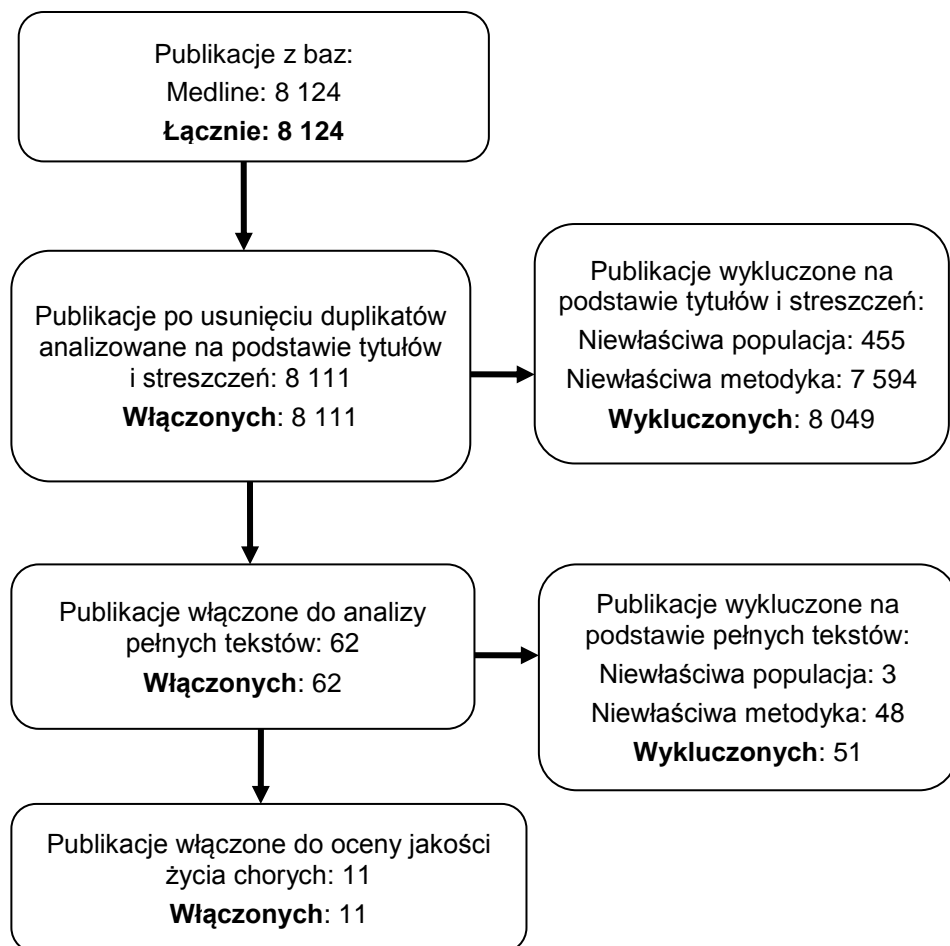 Publikacje z baz:
Medline: 8 124
Łącznie: 8 124
Publikacje po usunięciu duplikatów
analizowane na podstawie tytułów
i streszczeń: 8 111
Włączonych: 8 111
Publikacje wykluczone na
podstawie tytułów i streszczeń:
Niewłaściwa populacja: 455
Niewłaściwa metodyka: 7 594
Wykluczonych: 8 049
Publikacje włączone do analizy
pełnych tekstów: 62
Włączonych: 62
Publikacje wykluczone na
podstawie pełnych tekstów:
Niewłaściwa populacja: 3
Niewłaściwa metodyka: 48
Wykluczonych: 51
Publikacje włączone do oceny jakości
życia chorych: 11
Włączonych: 11